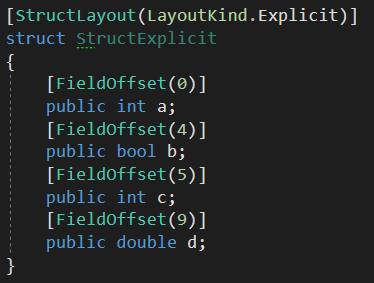 [StructLayout(LayoutKind.Explicit)]
struct StructExplicit
{
[FieldOffset(0)]
public int a;
[FieldOffset(4)]
public bool b;
[FieldOffset(5)]
public int c;
[FieldOffset(9)]
public double d;
}